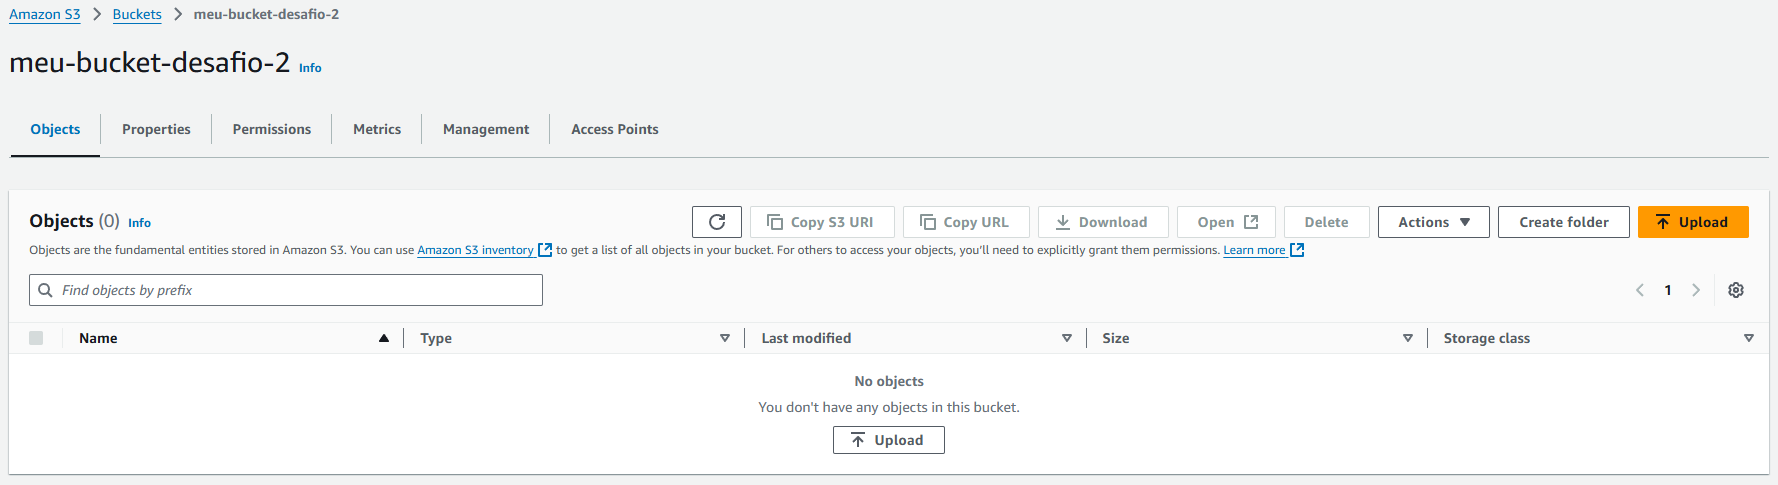 Amazon S3 > Buckets > meu-bucket-desafio-2
meu-bucket-desafio-2 Info
Objects Properties Permissions Metrics Management Access Points
Objects (0) Info Copy S3 URI Copy URL Download Open Delete Actions Create folder Upload
Objects are the fundamental entities stored in Amazon S3. You can use Amazon S3 inventory to get a list of all objects in your bucket. For others to access your objects, you'll need to explicitly grant them permissions. Learn more
Find objects by prefix 1
Name Type Last modified Size Storage class
No objects
You don't have any objects in this bucket.
Upload